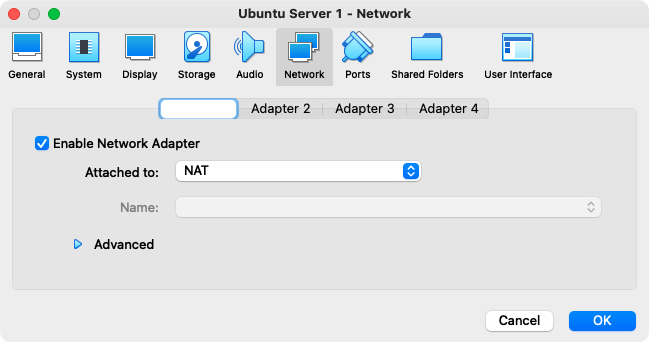 Ubuntu Server 1 - Network
General System Display Storage Audio Network Ports Shared Folders User Interface
Adapter 2 Adapter 3 Adapter 4
Enable Network Adapter
Attached to: NAT
Name:
Advanced
Cancel OK